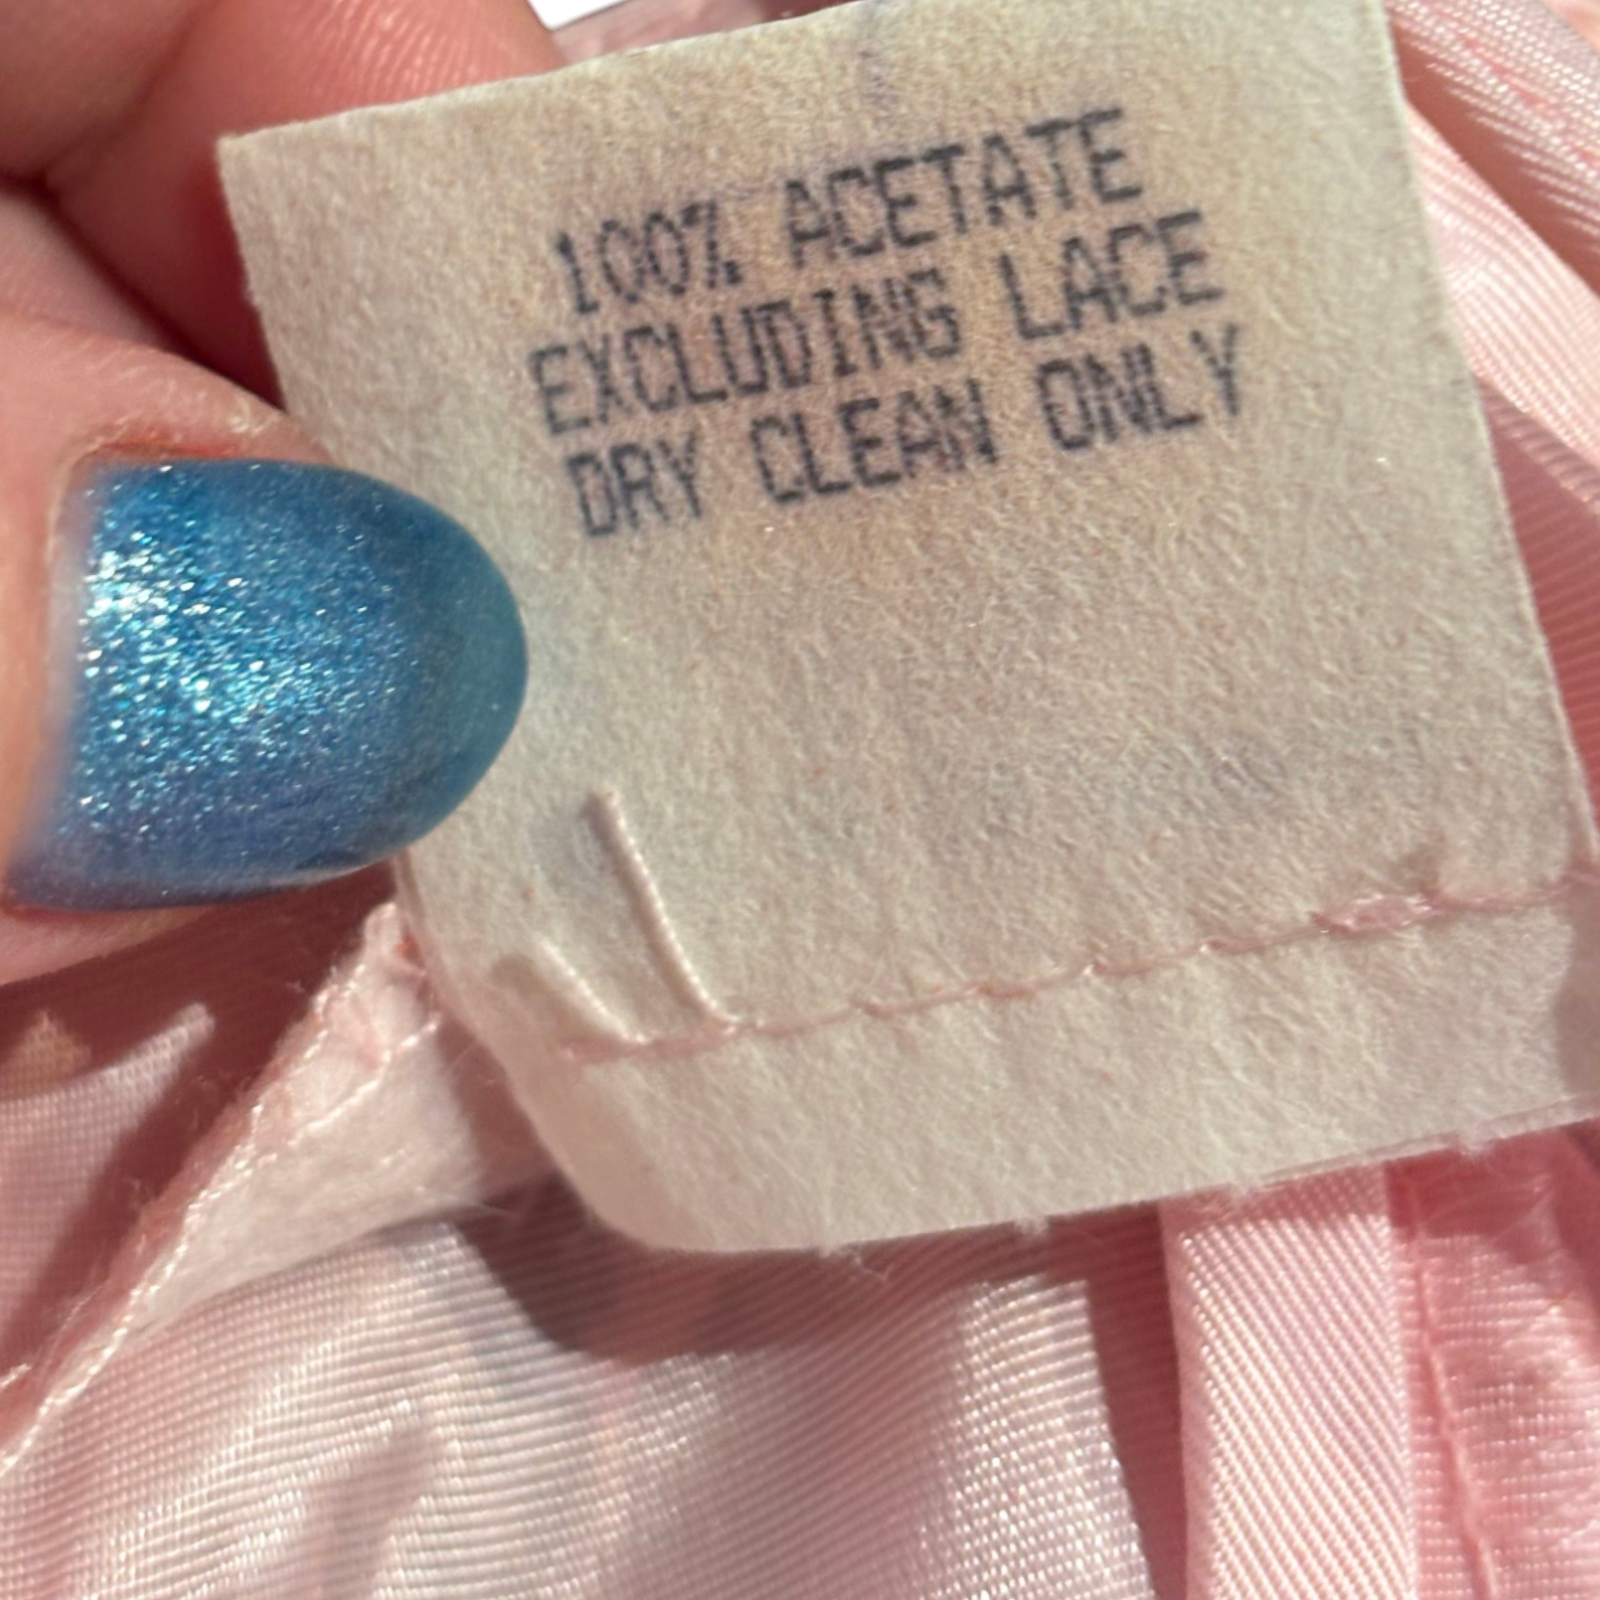 100% ACETATE
EXCLUDING LACE
DRY CLEAN ONLY